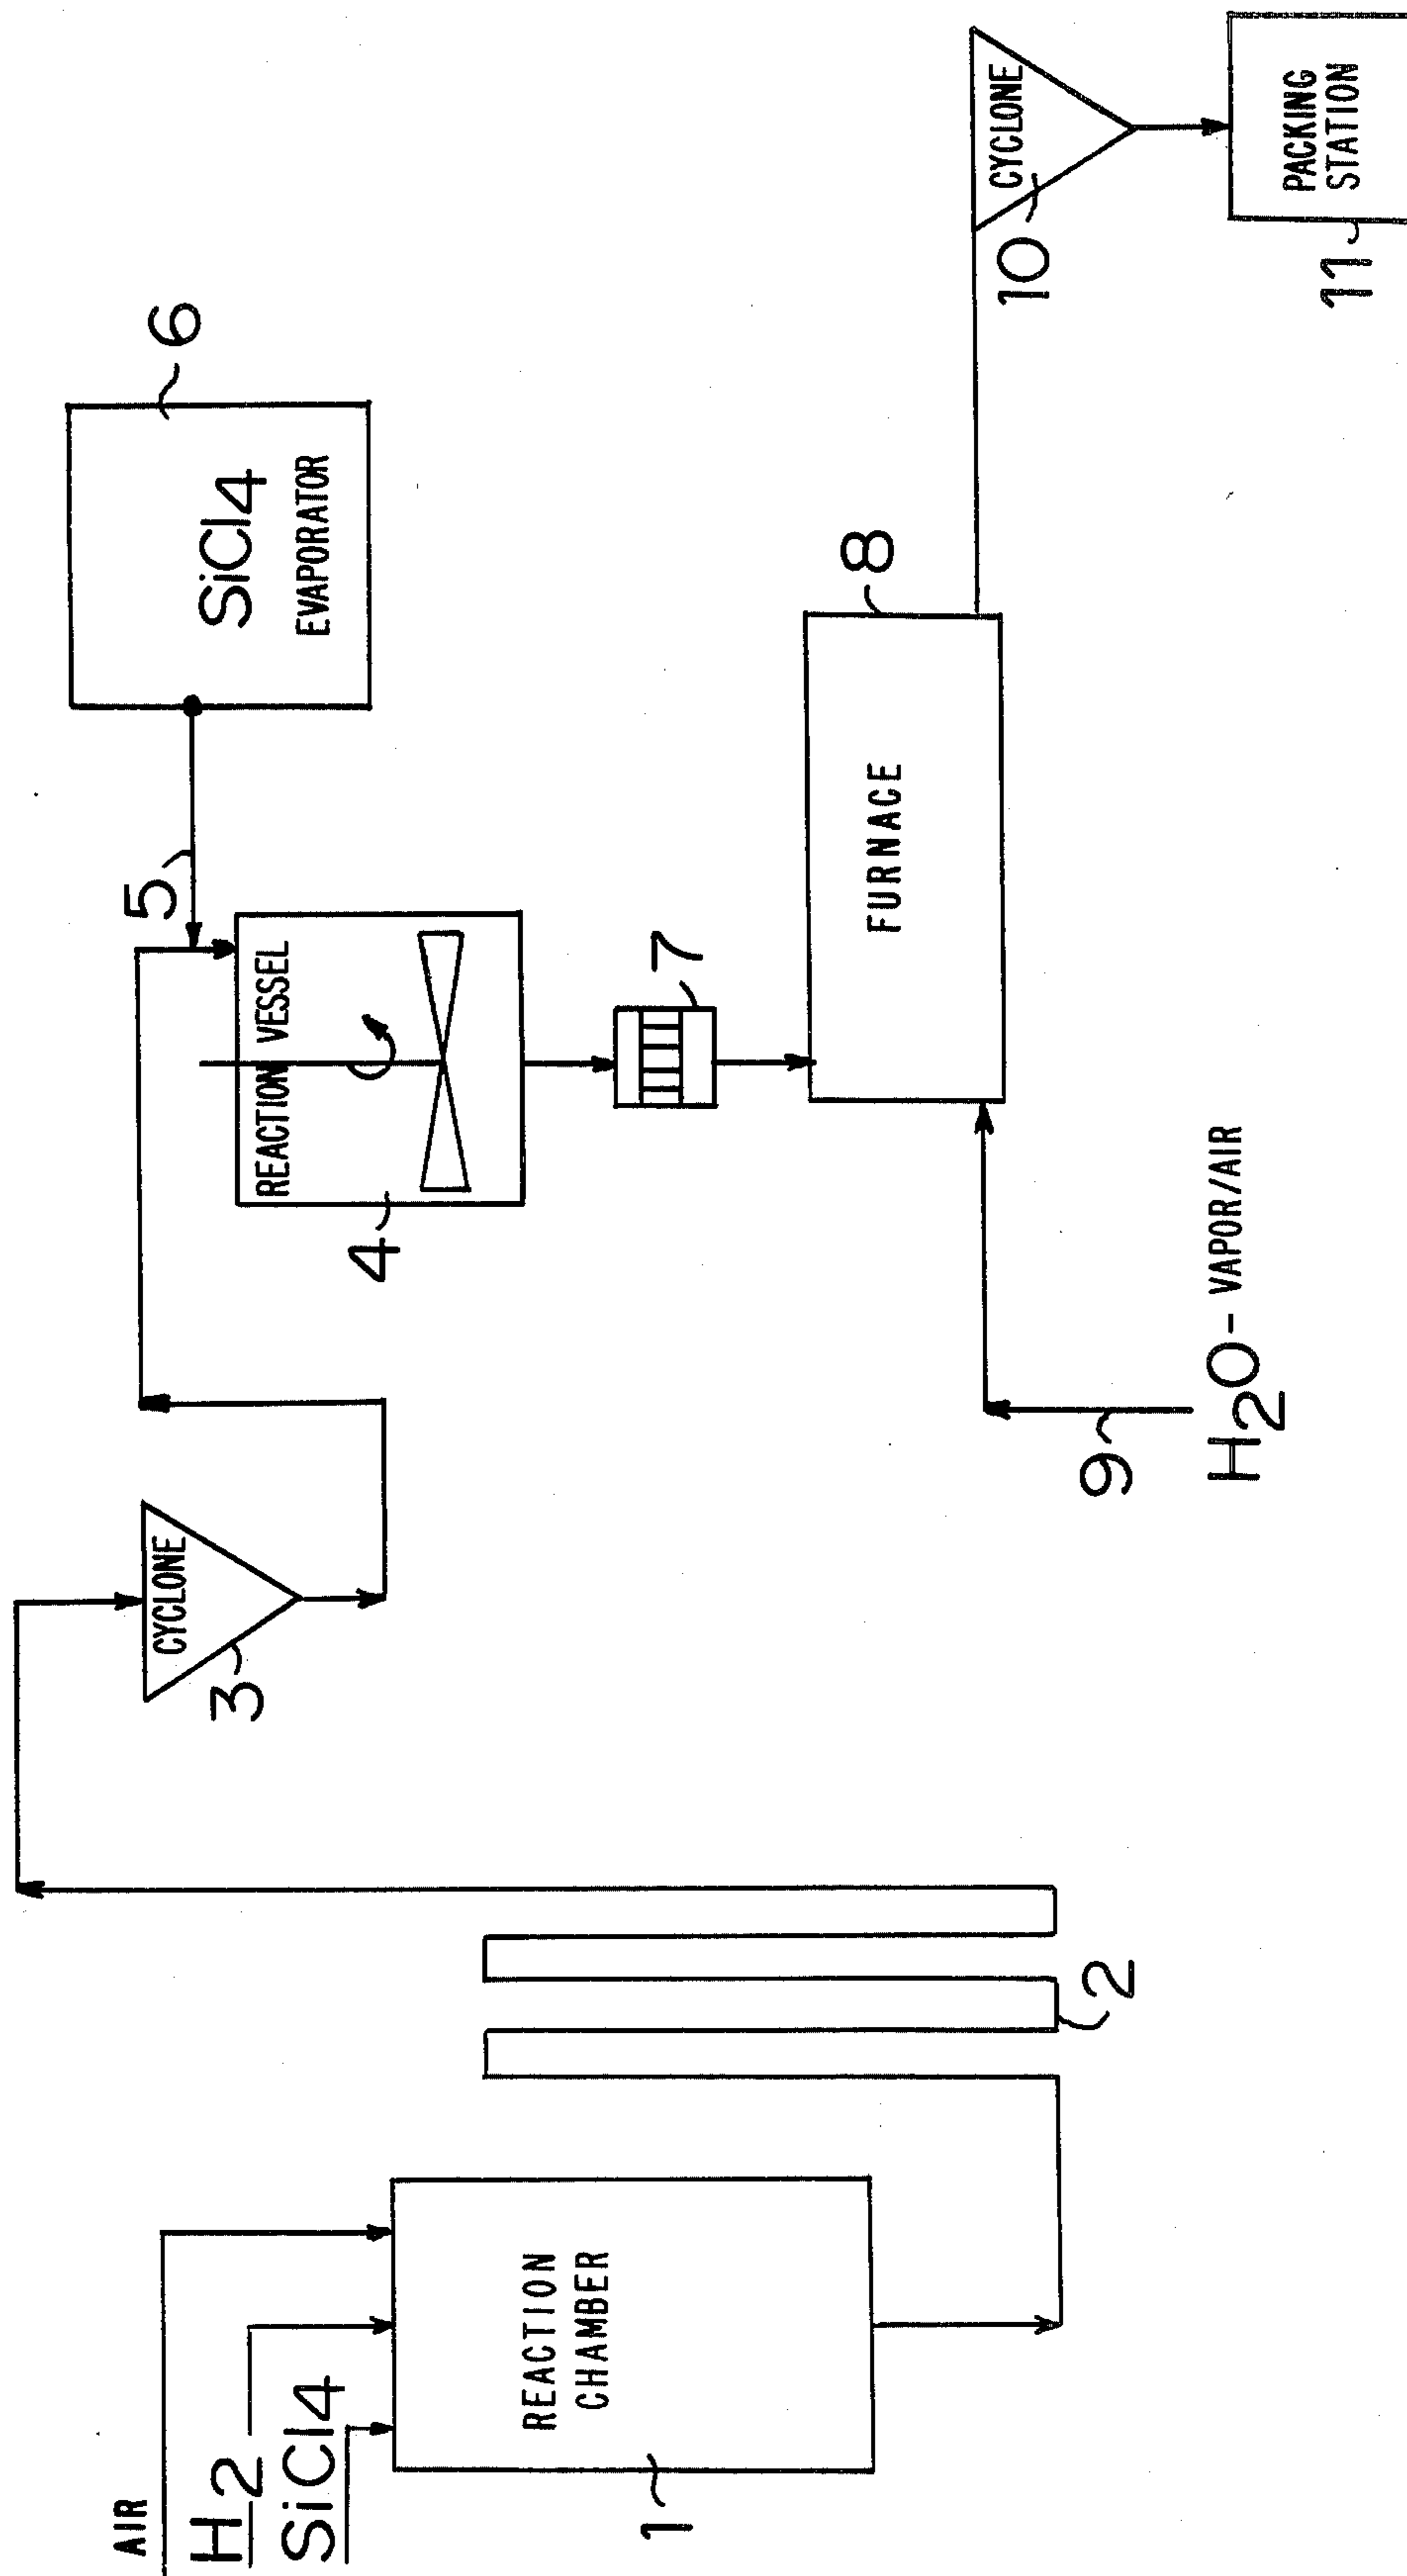 AIR
H2
SiCl4
REACTION
CHAMBER
1
2
CYCLONE
3
REACTION VESSEL
4
5
SiCl4
EVAPORATOR
6
7
FURNACE
8
9
H2O - VAPOR/AIR
CYCLONE
10
PACKING
STATION
11